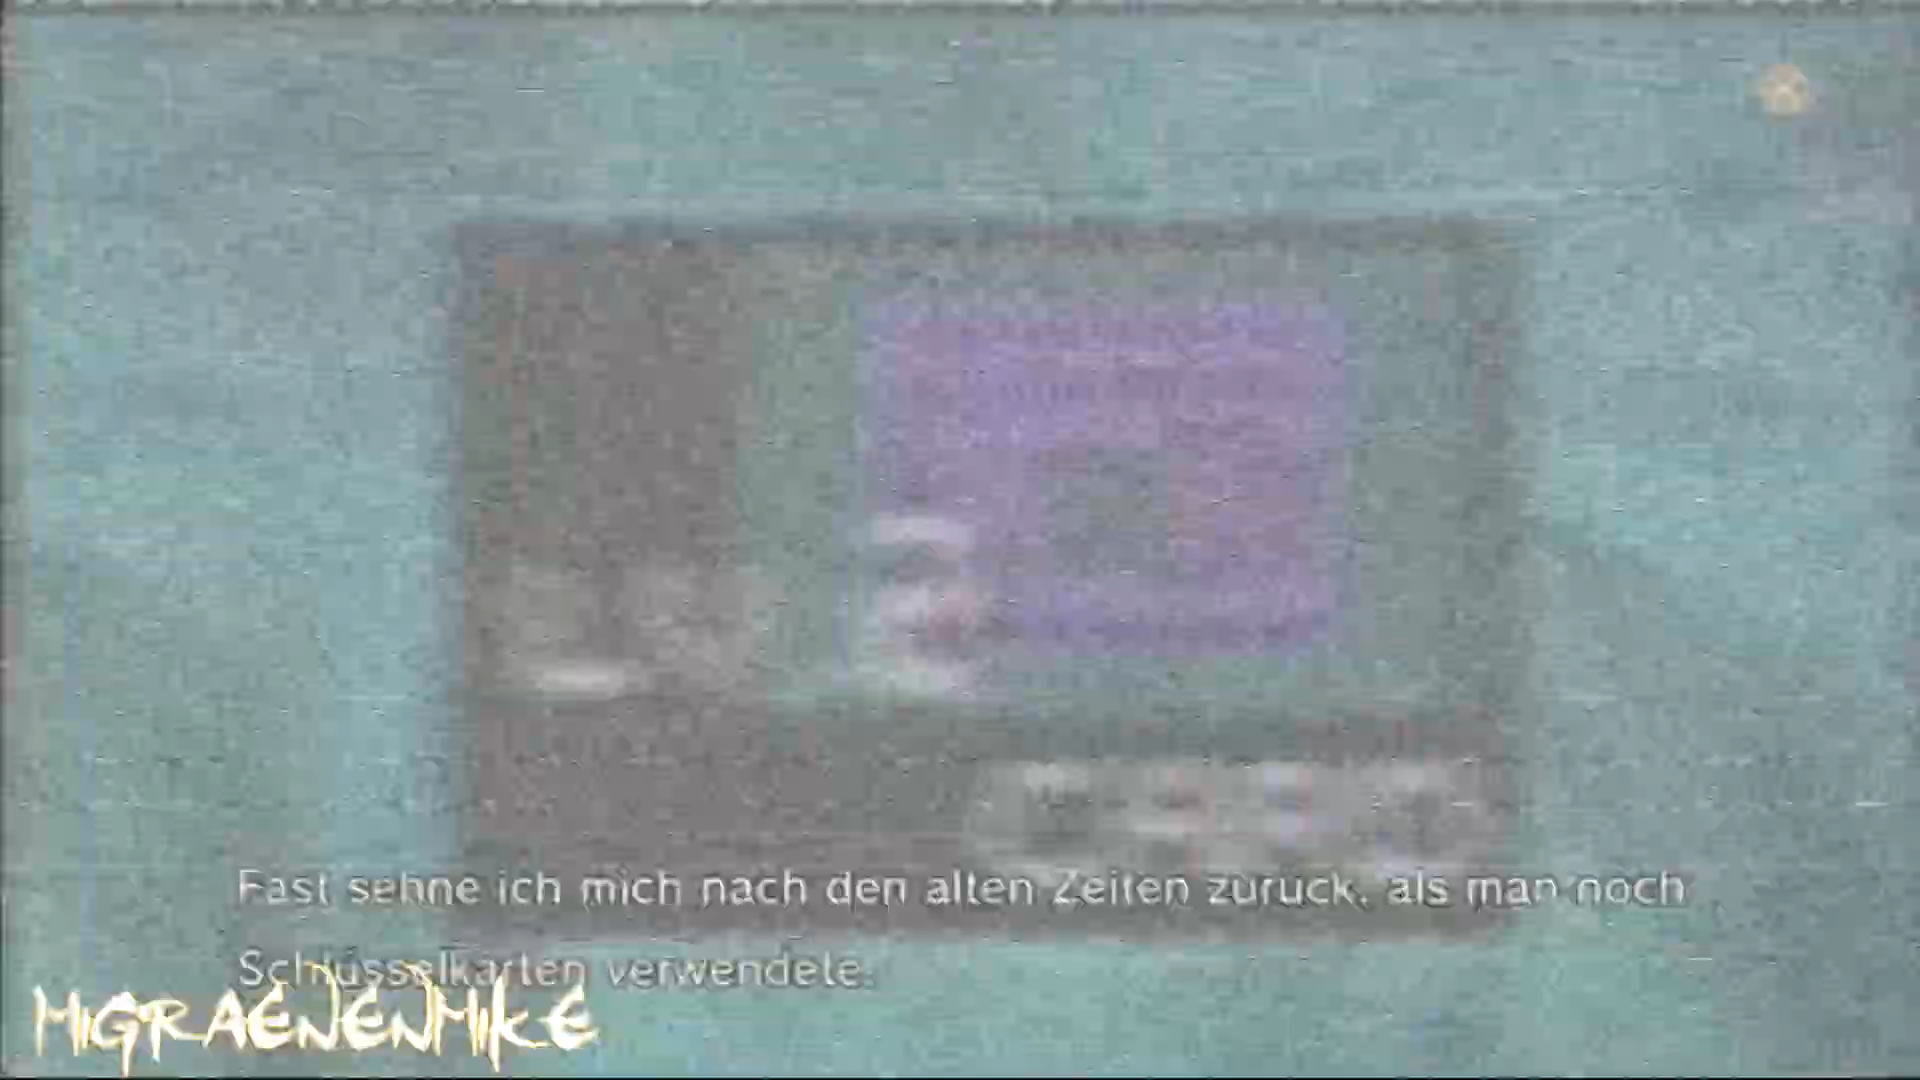 Fast sehne ich mich nach den alten Zeiten zurück, als man noch
Schlüsselkarten verwendete.
MIGRAENENMIKE